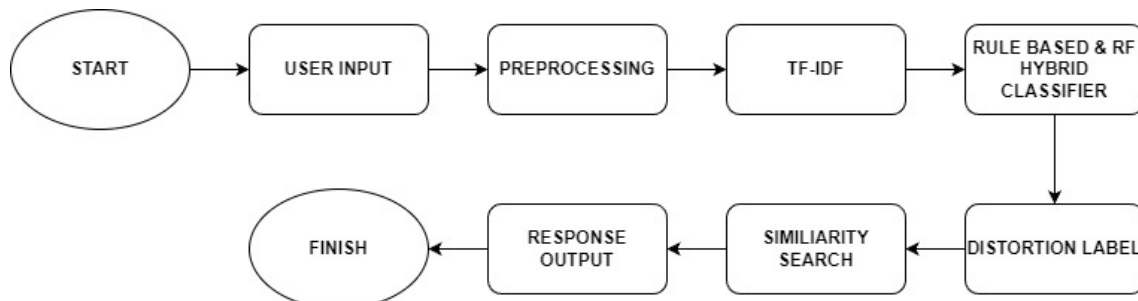 START
USER INPUT
PREPROCESSING
TF-IDF
RULE BASED & RF
HYBRID
CLASSIFIER
DISTORTION LABEL
SIMILIARITY
SEARCH
RESPONSE
OUTPUT
FINISH